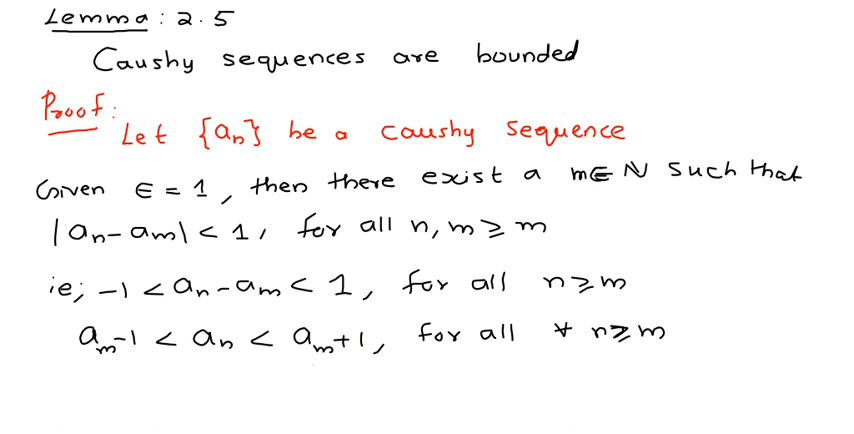 Lemma : 2.5
Caushy sequences are bounded
Proof:
Let {aₙ} be a Caushy Sequence
Given ∈ = 1, then there exist a m∈ℕ such that
|aₙ - aₘ| < 1, for all n, m ≥ m
ie; -1 < aₙ - aₘ < 1, for all n ≥ m
aₘ - 1 < aₙ < aₘ + 1, for all ∀ n ≥ m